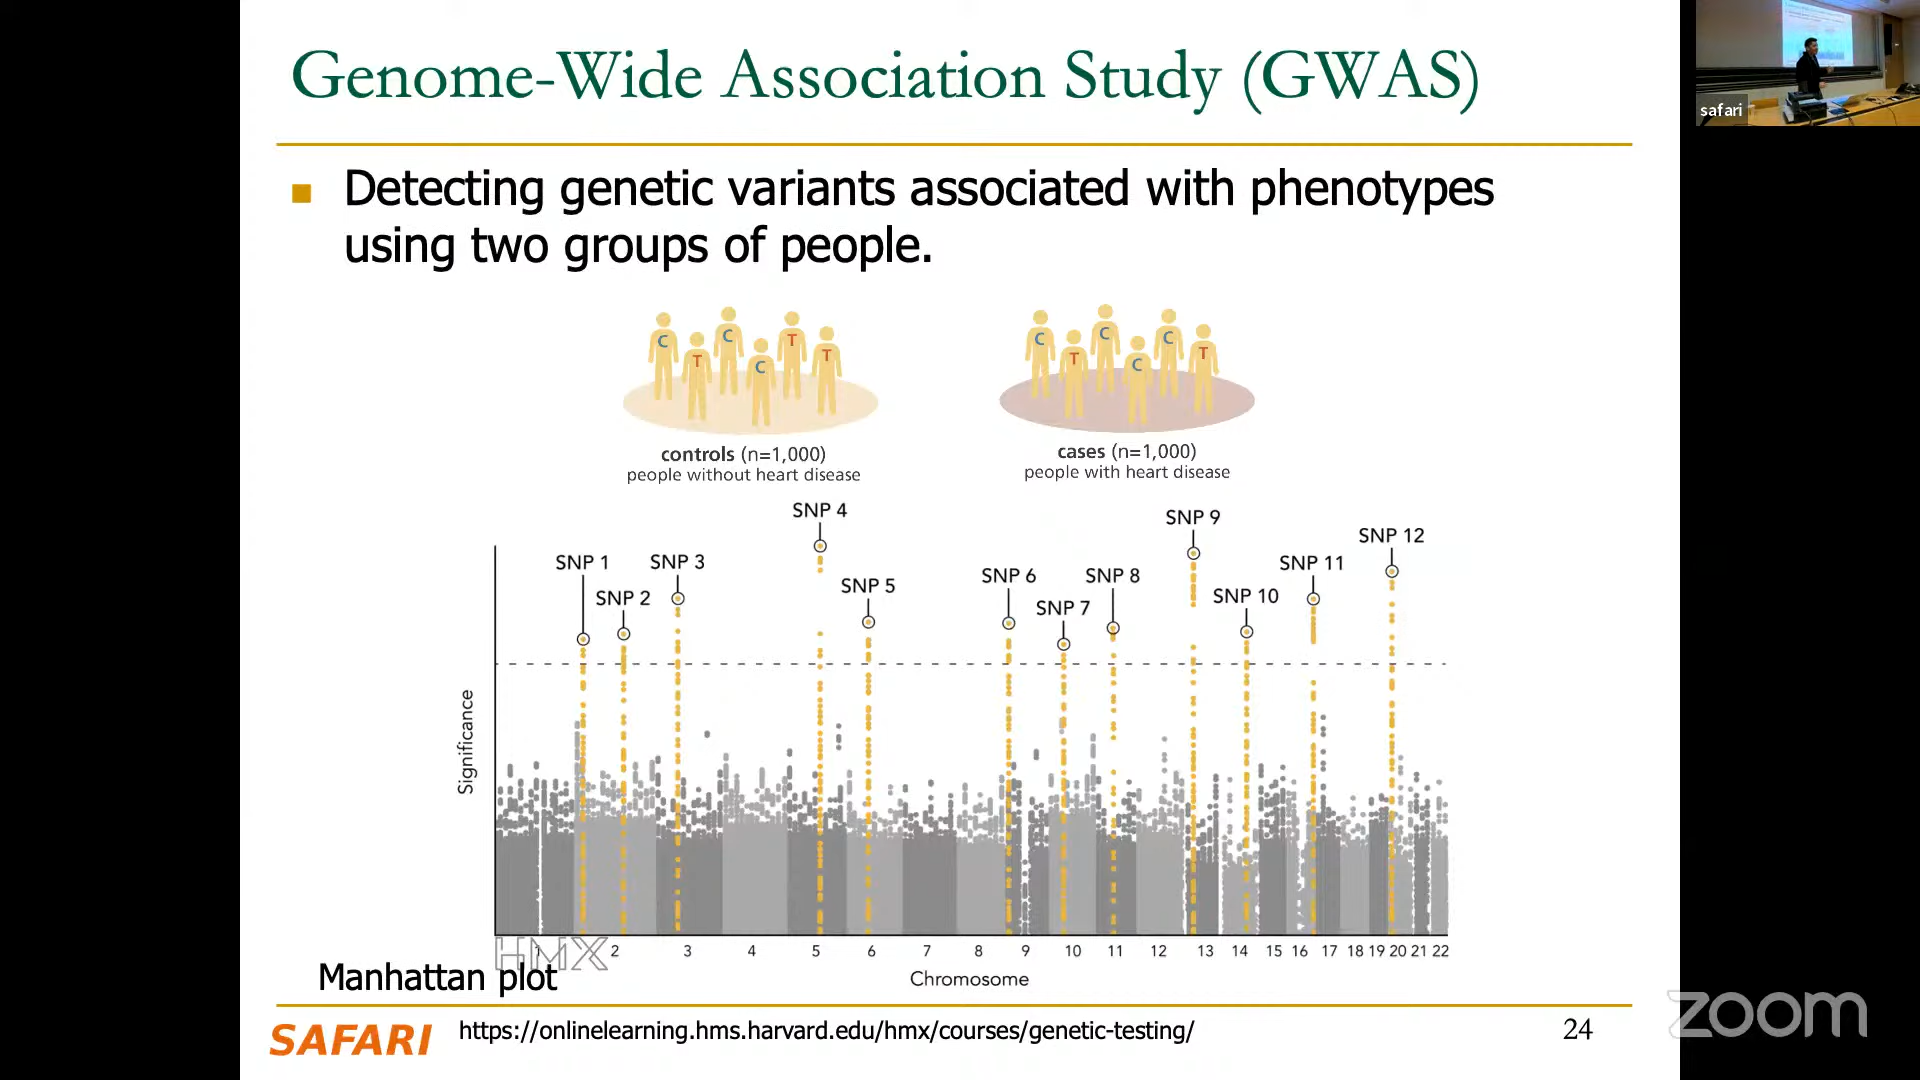 Genome-Wide Association Study (GWAS)
safari
Detecting genetic variants associated with phenotypes
using two groups of people.
C T C C T T
C T C C C T
controls (n=1,000)
people without heart disease
cases (n=1,000)
people with heart disease
SNP 1
SNP 2
SNP 3
SNP 4
SNP 5
SNP 6
SNP 7
SNP 8
SNP 9
SNP 10
SNP 11
SNP 12
Significance
1 2 3 4 5 6 7 8 9 10 11 12 13 14 15 16 17 18 19 20 21 22
Chromosome
HMX
Manhattan plot
SAFARI
https://onlinelearning.hms.harvard.edu/hmx/courses/genetic-testing/
24
zoom